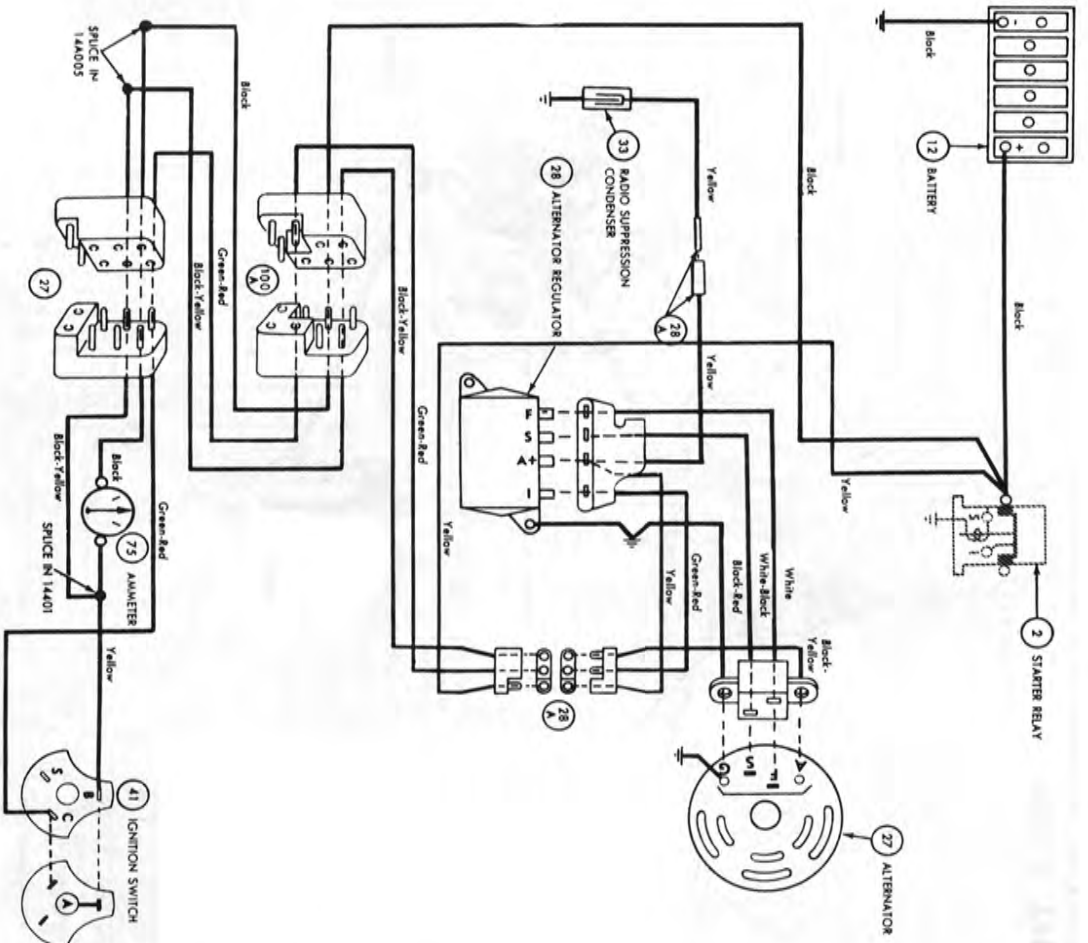 SPLICE IN
14A005
Black
Black
12 BATTERY
Black
Black
Yellow
33 RADIO SUPPRESSION
CONDENSER
28 ALTERNATOR REGULATOR
28
A
Yellow
27
C
C
C
C
C
C
Green-Red
Black-Yellow
100
A
C
C
C
C
C
C
Black-Yellow
Green-Red
F
S
A+
I
Yellow
Yellow
Green-Red
Yellow
Black-Red
White-Black
White
Black-
Yellow
2 STARTER RELAY
S
I
Black-Yellow
Black
75 AMMETER
Green-Red
SPLICE IN 14401
Yellow
28
A
G
S
F
A
27 ALTERNATOR
41 IGNITION SWITCH
S
B
C
A
I